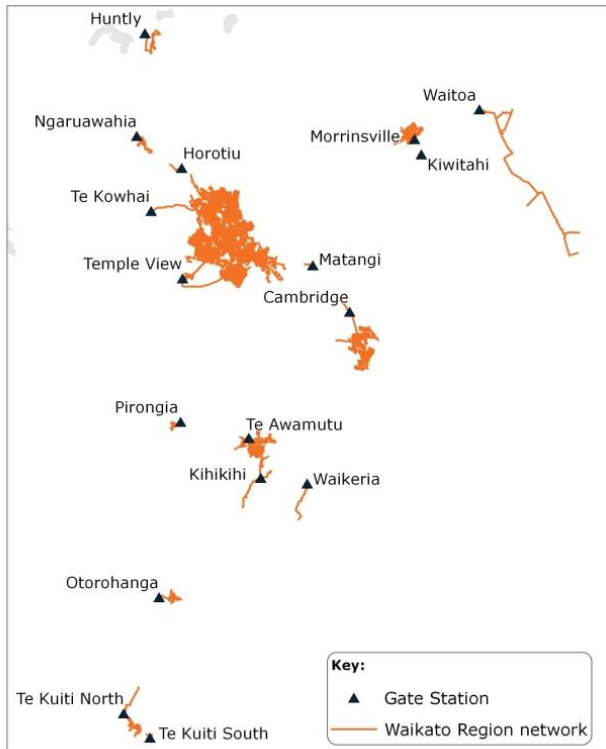 Huntly
Waitoa
Ngaruawahia
Morrinsville
Horotiu
Kiwitahi
Te Kowhai
Temple View
Matangi
Cambridge
Pirongia
Te Awamutu
Kihikihi
Waikeria
Otorohanga
Key:
Gate Station
Te Kuiti North
Waikato Region network
Te Kuiti South